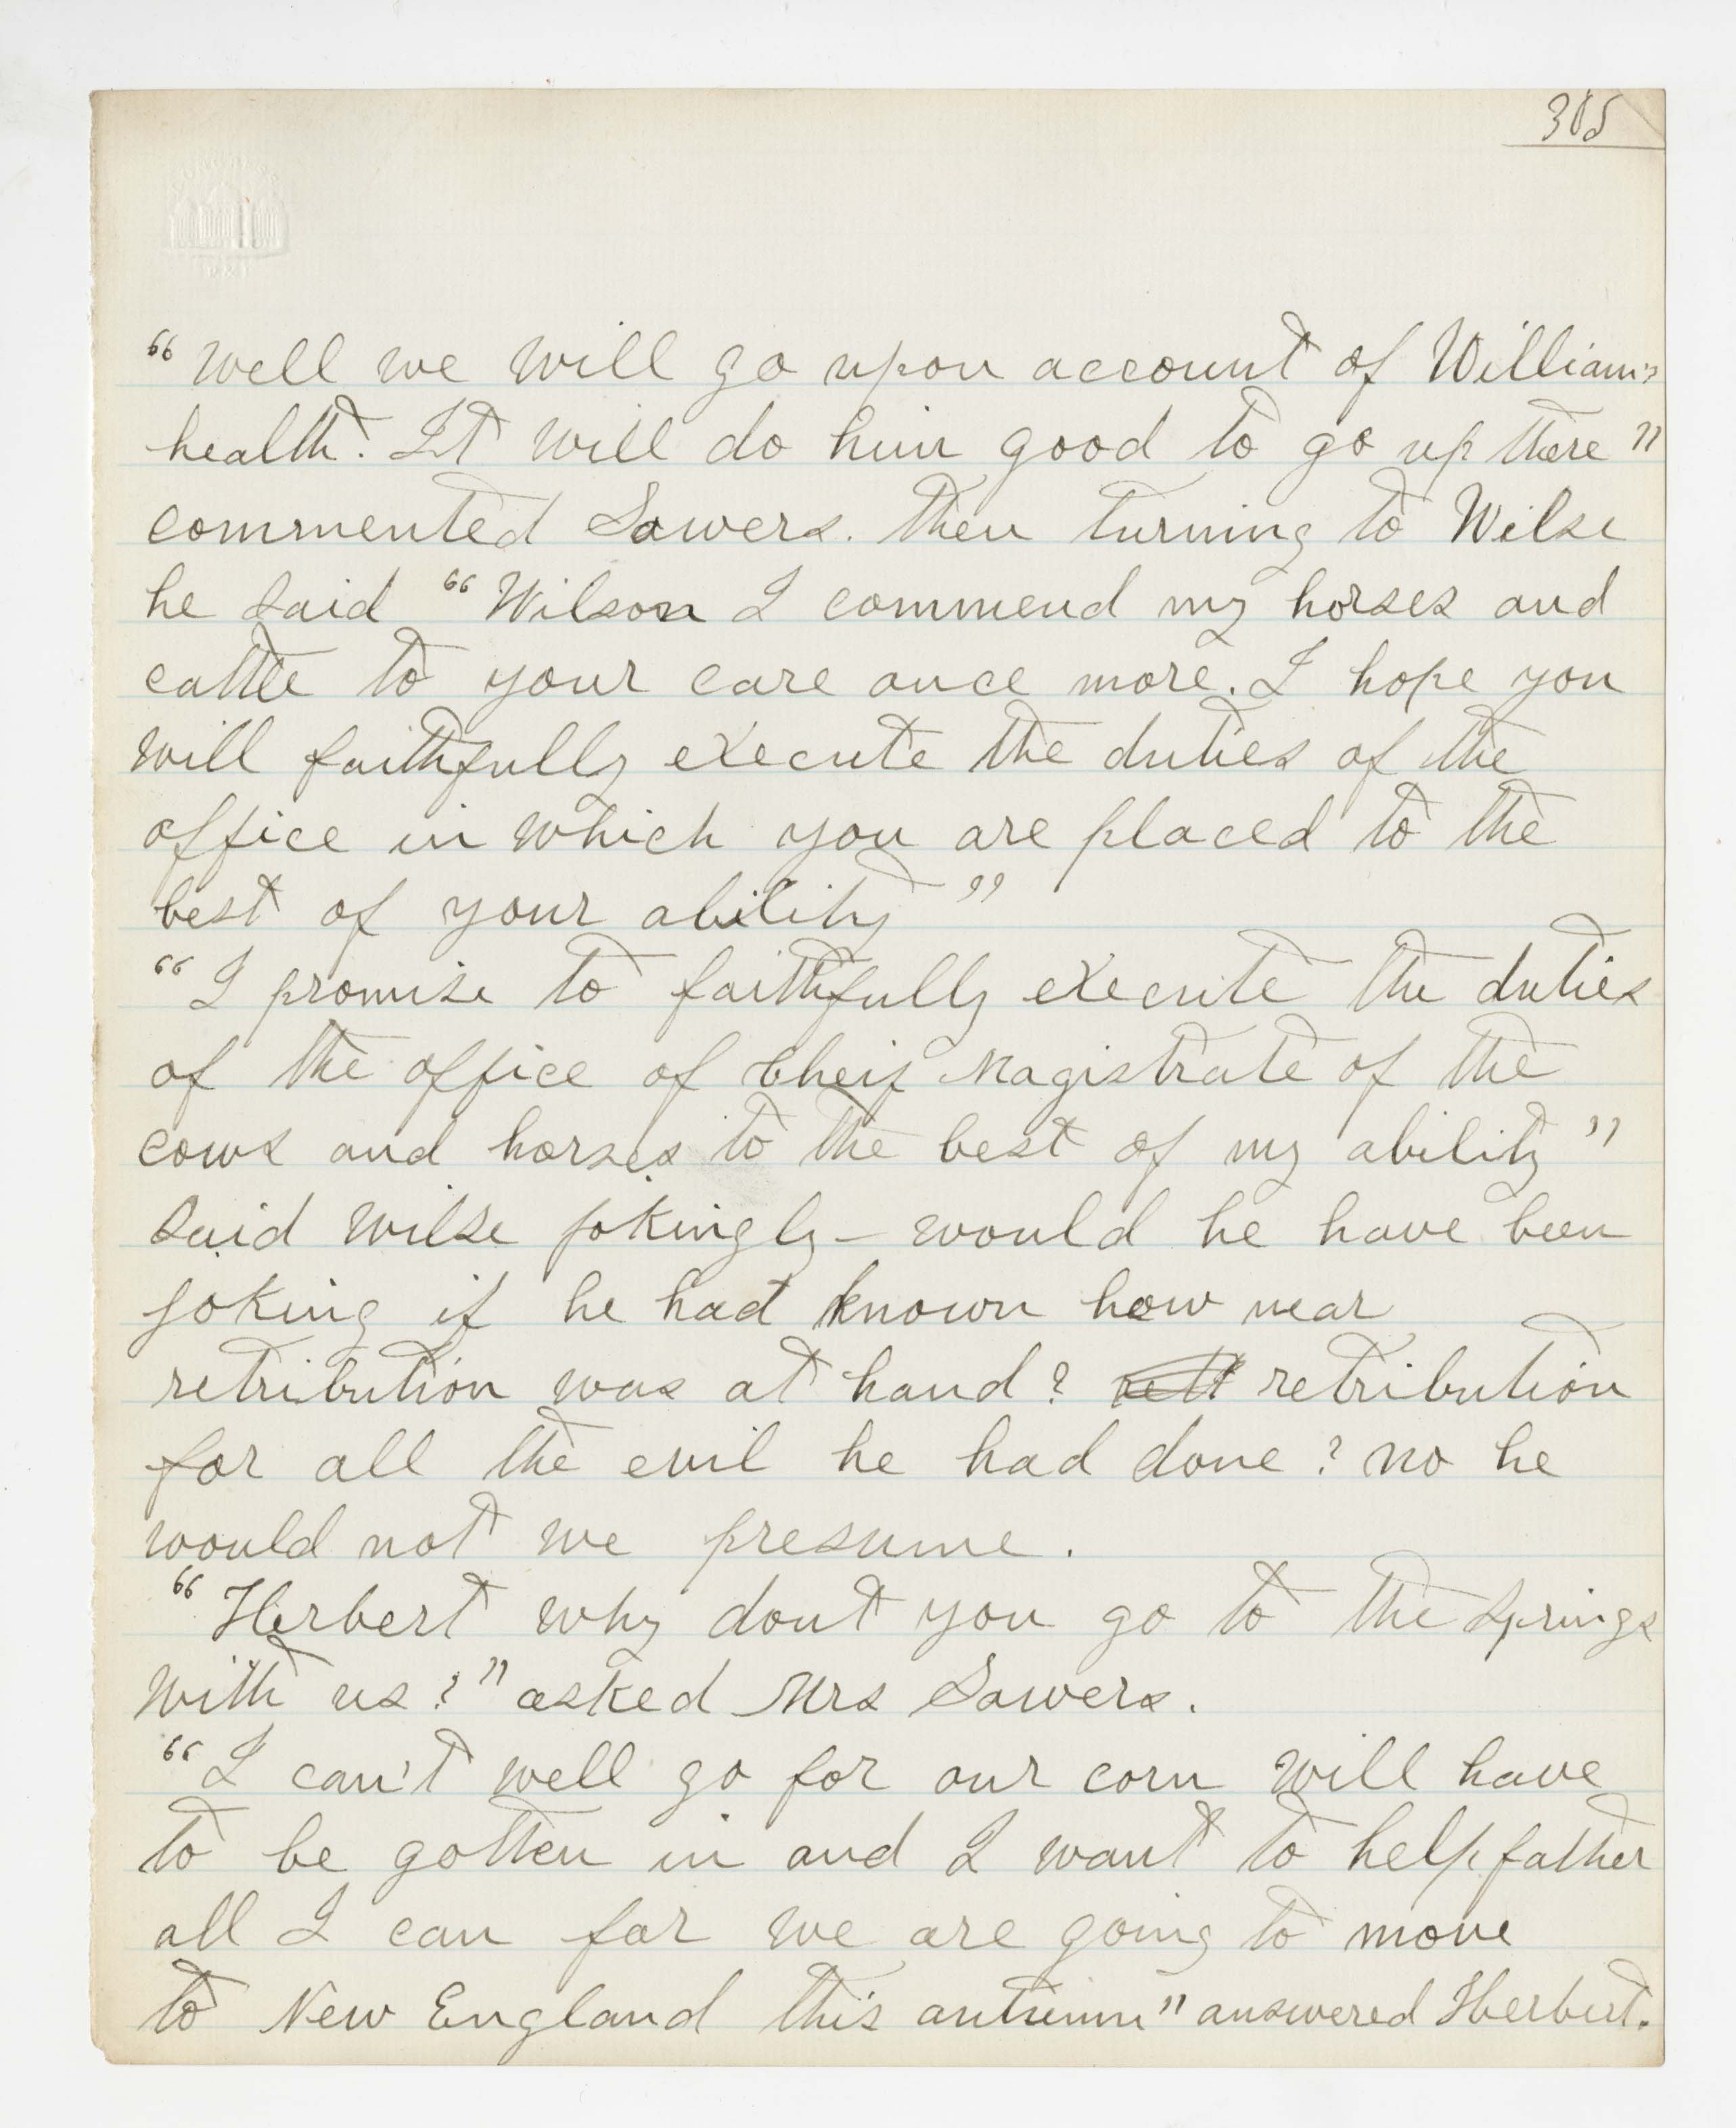 305
"Well we will go upon account of William's
health. It will do him good to go up there"
commented Sowers. Then turning to Wilse
he said "Wilson I commend my horses and
cattle to your care once more. I hope you
will faithfully execute the duties of the
office in which you are placed to the
best of your ability"
"I promise to faithfully execute the duties
of the office of Cheif Magistrate of the
cows and horses to the best of my ability"
said Wilse jokingly – would he have been
joking if he had known how near
retribution was at hand? retribution
for all the evil he had done? No he
would not we presume.
"Herbert why dont you go to the Springs
with us?" asked Mrs Sowers.
"I can't well go for our corn will have
to be gotten in and I want to help father
all I can for we are going to move
to New England this autumn" answered Herbert.